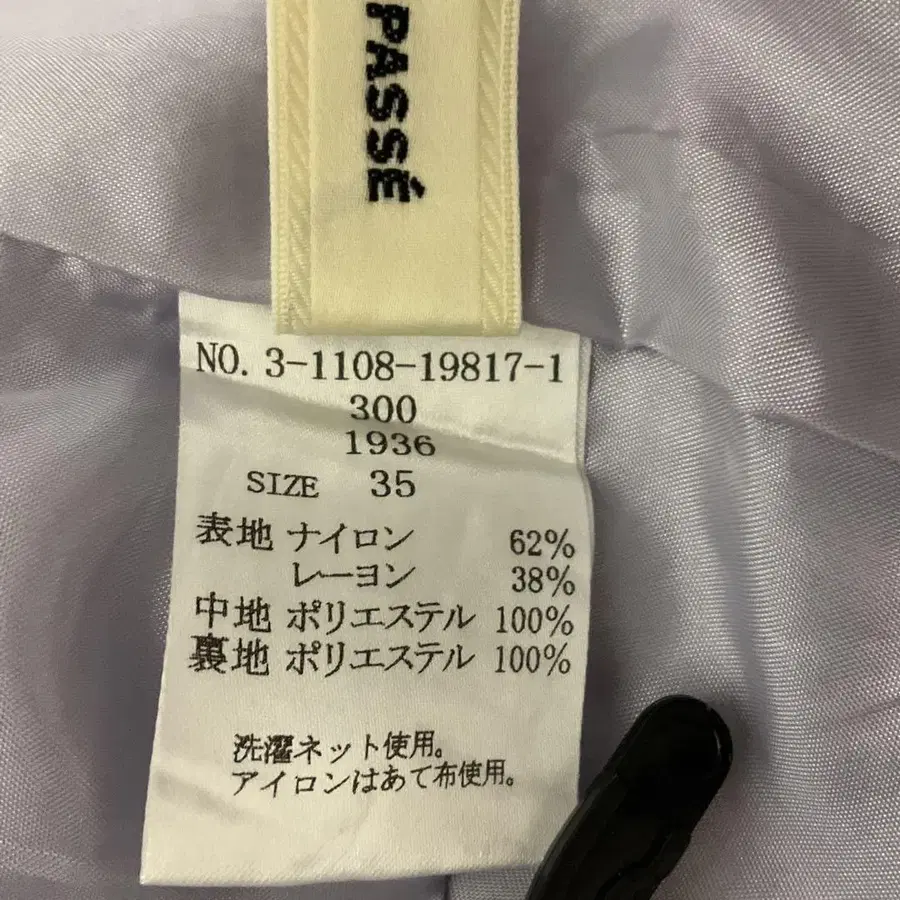 PASSÉ
NO. 3-1108-19817-1
300
1936
SIZE 35
表地 ナイロン 62%
レーヨン 38%
中地 ポリエステル 100%
裏地 ポリエステル 100%
洗濯ネット使用。
アイロンはあて布使用。